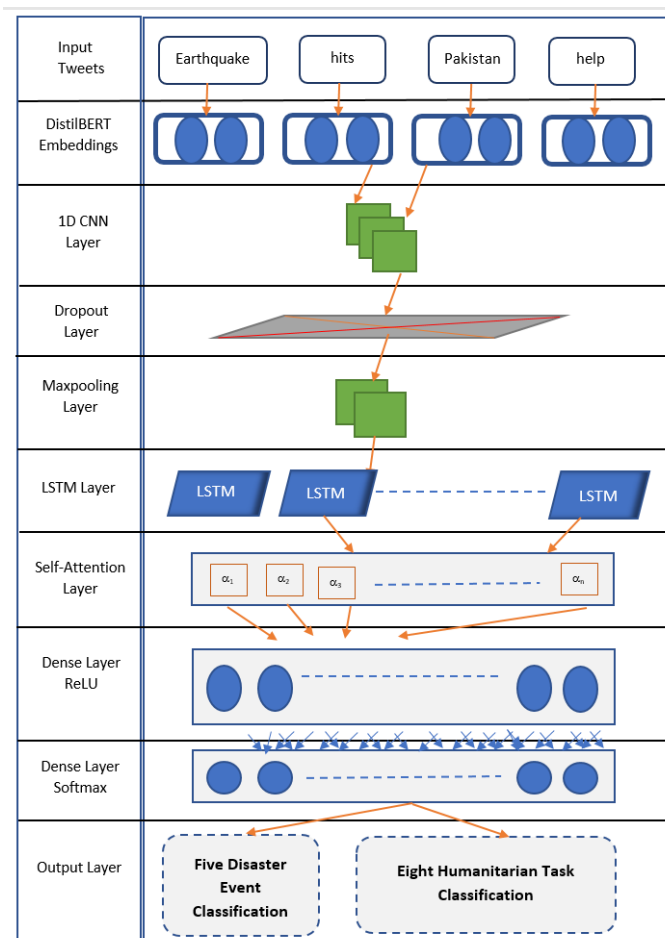 Input
Tweets
Earthquake
hits
Pakistan
help
DistilBERT
Embeddings
1D CNN
Layer
Dropout
Layer
Maxpooling
Layer
LSTM Layer
LSTM
LSTM
LSTM
Self-Attention
Layer
α₁
α₂
α₃
αₙ
Dense Layer
ReLU
Dense Layer
Softmax
Output Layer
Five Disaster
Event
Classification
Eight Humanitarian Task
Classification